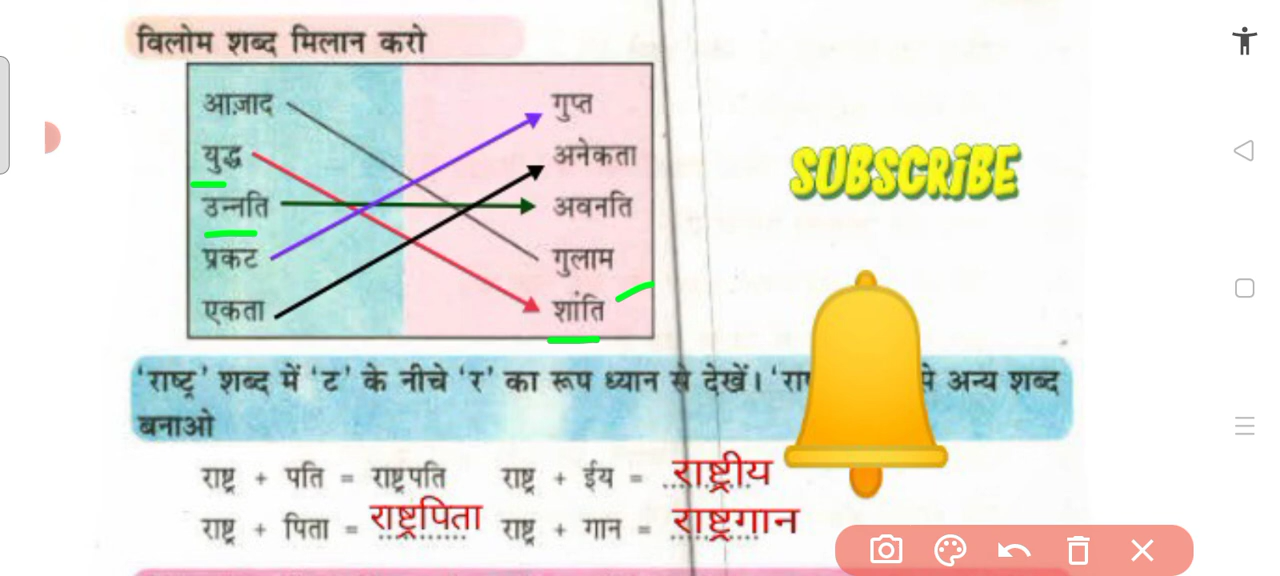 विलोम शब्द मिलान करो
आज़ाद गुप्त
युद्ध अनेकता
SUBSCRiBE
उन्नति अवनति
प्रकट गुलाम
एकता शांति
'राष्ट्र' शब्द में 'ट' के नीचे 'र' का रूप ध्यान से देखें। अन्य शब्द
बनाओ
राष्ट्र + पति = राष्ट्रपति राष्ट्र + ईय = राष्ट्रीय
राष्ट्र + पिता = राष्ट्रपिता राष्ट्र + गान = राष्ट्रगान